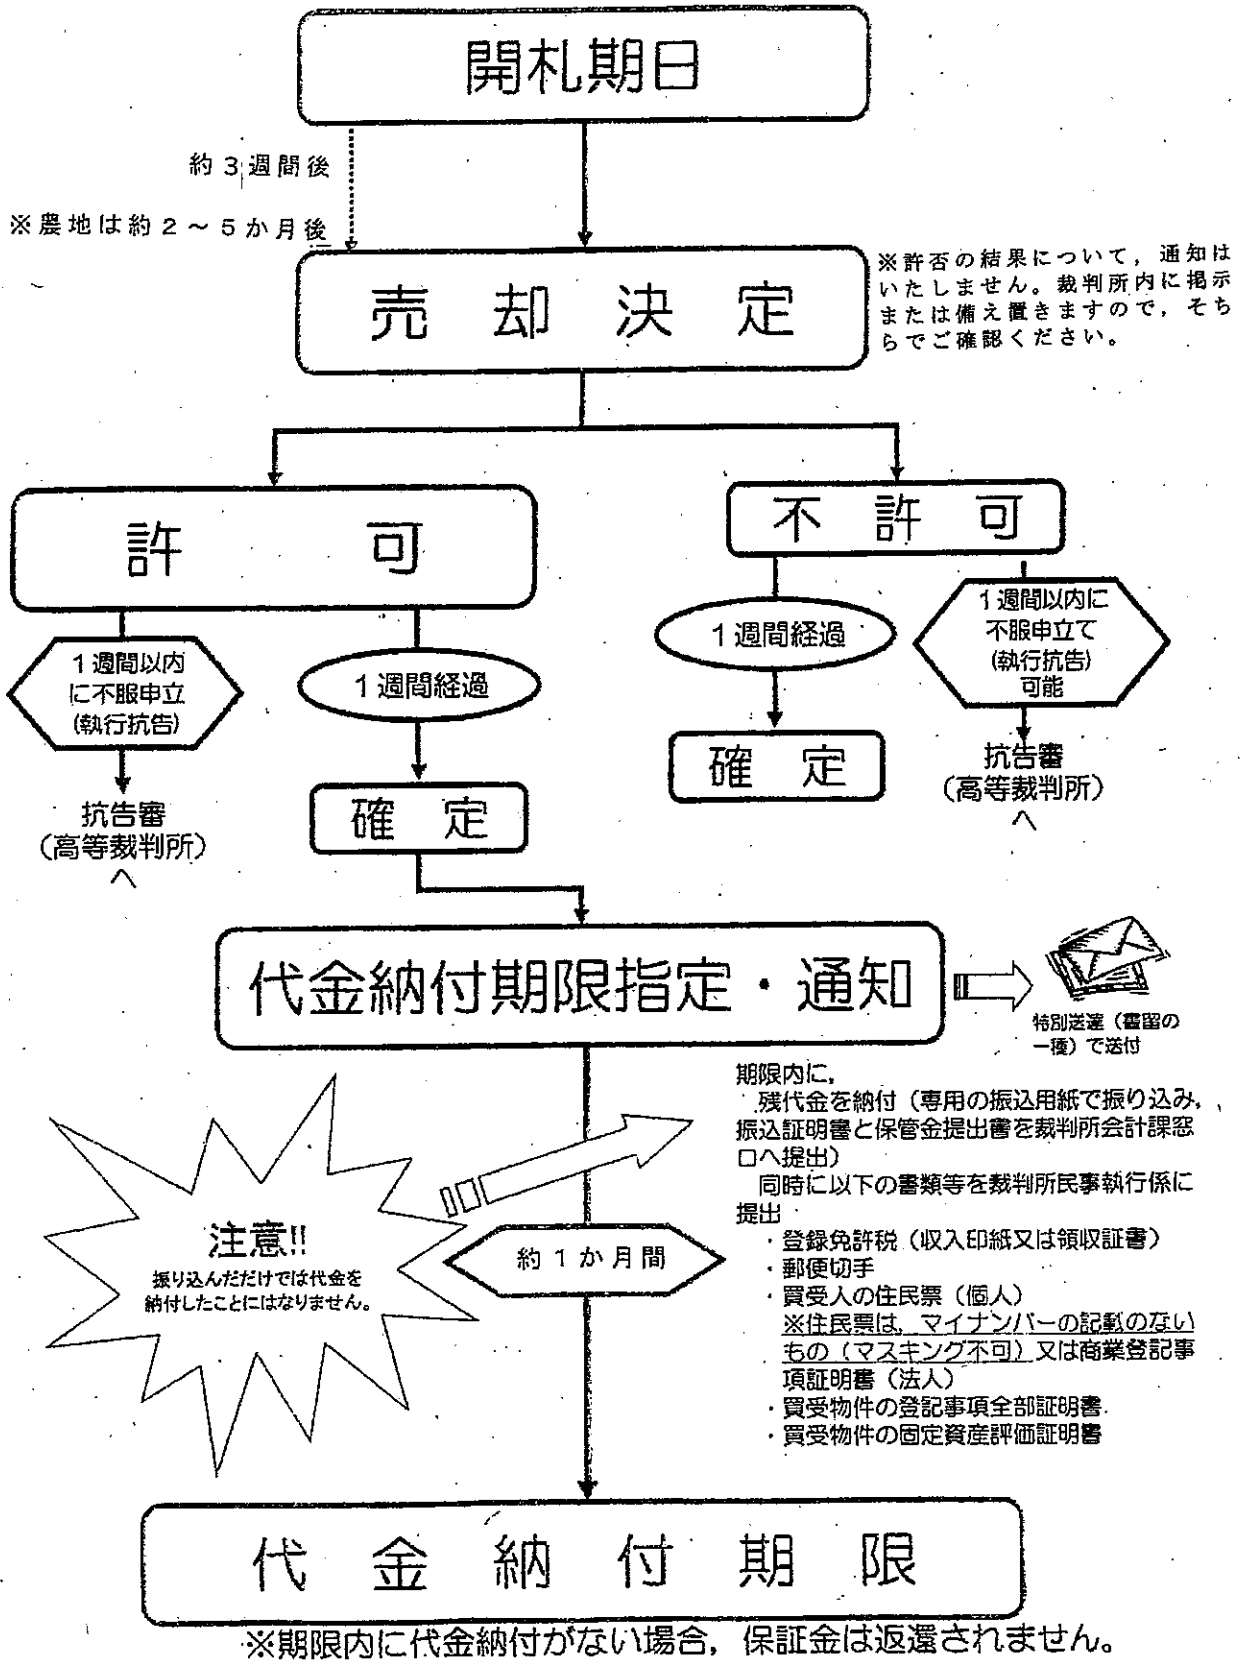 開札期日
約3週間後
※農地は約2～5か月後
売却決定
※許否の結果について，通知は
いたしません。裁判所内に掲示
または備え置きますので，そち
らでご確認ください。
許可
不許可
1週間以内
に不服申立
(執行抗告)
1週間経過
1週間経過
1週間以内に
不服申立て
(執行抗告)
可能
抗告審
（高等裁判所）
へ
確定
確定
抗告審
（高等裁判所）
へ
代金納付期限指定・通知
特別送達（書留の
一種）で送付
期限内に，
残代金を納付（専用の振込用紙で振り込み，
振込証明書と保管金提出書を裁判所会計課窓
口へ提出）
同時に以下の書類等を裁判所民事執行係に
提出
・登録免許税（収入印紙又は領収証書）
・郵便切手
・買受人の住民票（個人）
※住民票は，マイナンバーの記載のない
もの（マスキング不可）又は商業登記事
項証明書（法人）
・買受物件の登記事項全部証明書
・買受物件の固定資産評価証明書
注意!!
振り込んだだけでは代金を
納付したことにはなりません。
約1か月間
代金納付期限
※期限内に代金納付がない場合，保証金は返還されません。